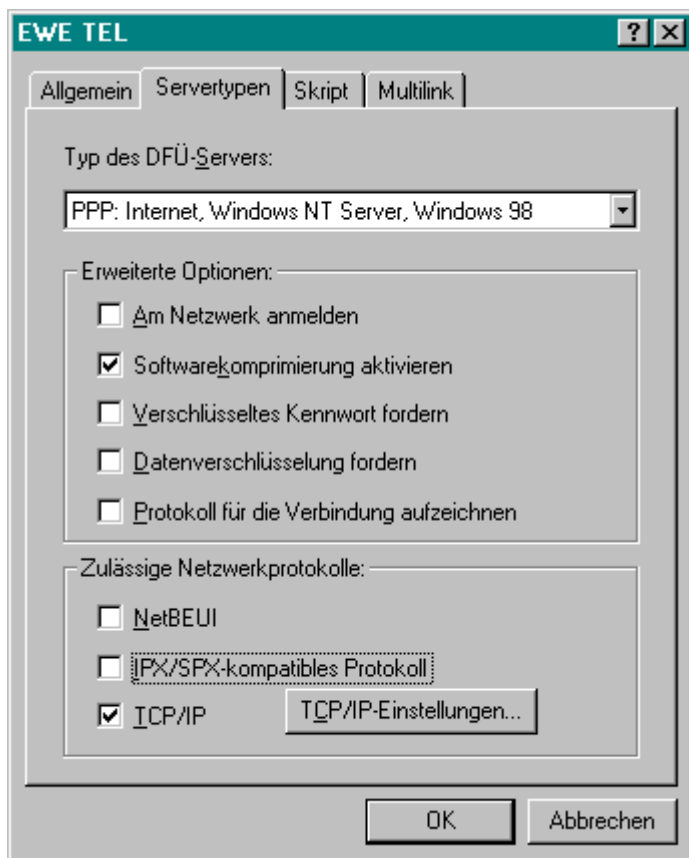 EWE TEL
Allgemein Servertypen Skript Multilink
Typ des DFÜ-Servers:
PPP: Internet, Windows NT Server, Windows 98
Erweiterte Optionen:
Am Netzwerk anmelden
Softwarekomprimierung aktivieren
Verschlüsseltes Kennwort fordern
Datenverschlüsselung fordern
Protokoll für die Verbindung aufzeichnen
Zulässige Netzwerkprotokolle:
NetBEUI
IPX/SPX-kompatibles Protokoll
TCP/IP TCP/IP-Einstellungen...
OK Abbrechen